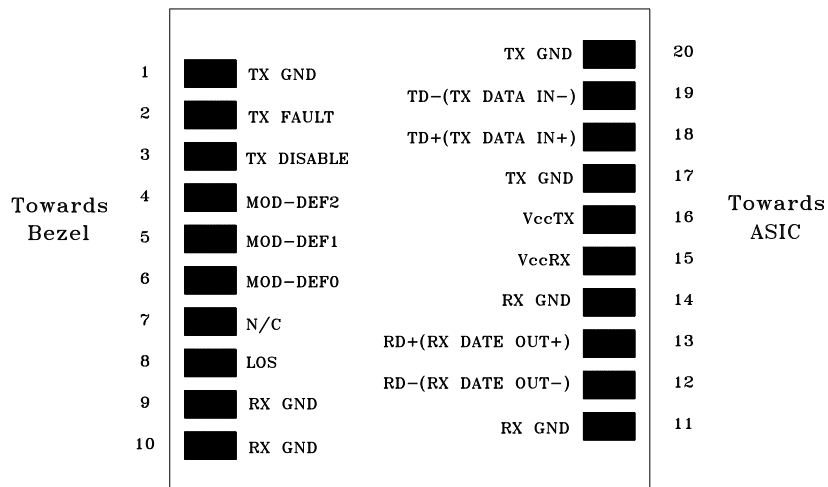 1 TX GND
2 TX FAULT
3 TX DISABLE
4 MOD-DEF2
5 MOD-DEF1
6 MOD-DEF0
7 N/C
8 LOS
9 RX GND
10 RX GND
Towards
Bezel
TX GND 20
TD-(TX DATA IN-) 19
TD+(TX DATA IN+) 18
TX GND 17
VccTX 16
VccRX 15
RX GND 14
RD+(RX DATE OUT+) 13
RD-(RX DATE OUT-) 12
RX GND 11
Towards
ASIC